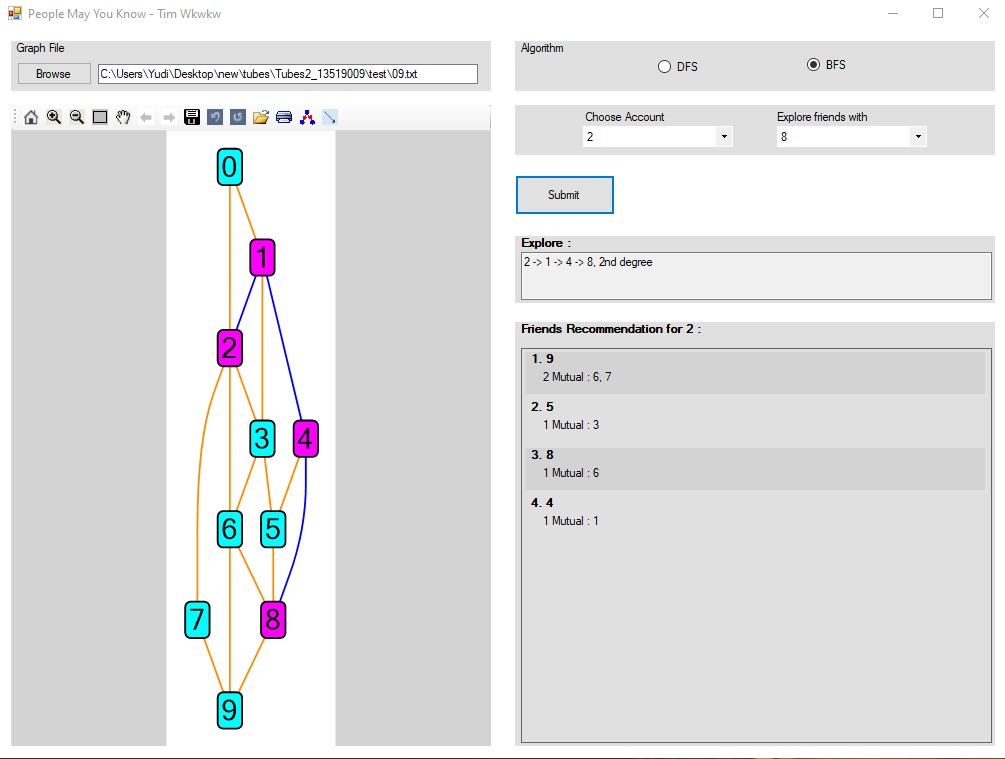 People May You Know - Tim Wkwkw
Graph File
Browse
C:\Users\Yudi\Desktop\new\tubes\Tubes2_13519009\test\09.txt
0
1
2
3
4
6
5
7
8
9
Algorithm
DFS
BFS
Choose Account
Explore friends with
2
8
Submit
Explore :
2 -> 1 -> 4 -> 8, 2nd degree
Friends Recommendation for 2 :
1. 9
2 Mutual : 6, 7
2. 5
1 Mutual : 3
3. 8
1 Mutual : 6
4. 4
1 Mutual : 1